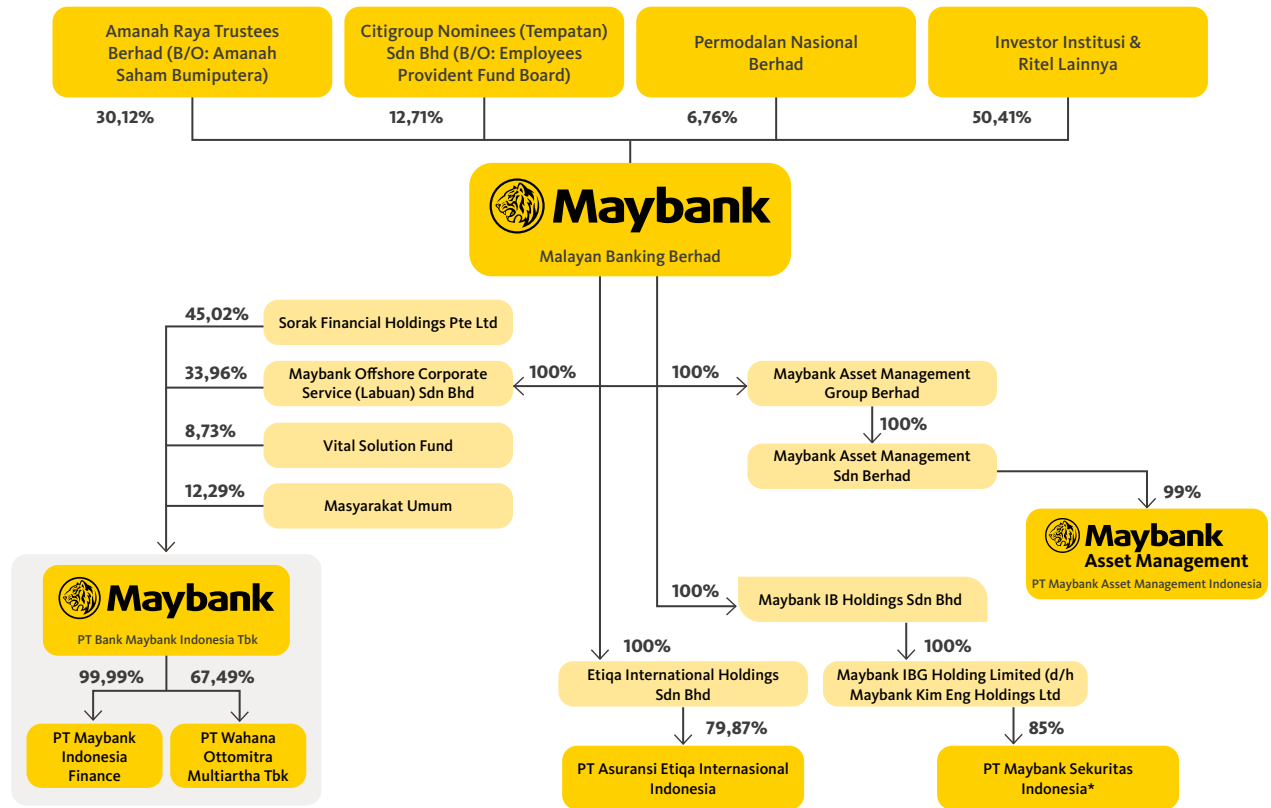 Amanah Raya Trustees
Berhad (B/O: Amanah
Saham Bumiputera)
Citigroup Nominees (Tempatan)
Sdn Bhd (B/O: Employees
Provident Fund Board)
Permodalan Nasional
Berhad
Investor Institusi &
Ritel Lainnya
30,12%
12,71%
6,76%
50,41%
Maybank
Malayan Banking Berhad
45,02%
Sorak Financial Holdings Pte Ltd
33,96%
Maybank Offshore Corporate
Service (Labuan) Sdn Bhd
100%
100%
Maybank Asset Management
Group Berhad
100%
8,73%
Vital Solution Fund
Maybank Asset Management
Sdn Berhad
12,29%
Masyarakat Umum
99%
Maybank
Asset Management
PT Maybank Asset Management Indonesia
Maybank
PT Bank Maybank Indonesia Tbk
100%
Maybank IB Holdings Sdn Bhd
99,99%
67,49%
100%
100%
Etiqa International Holdings
Sdn Bhd
Maybank IBG Holding Limited (d/h
Maybank Kim Eng Holdings Ltd
PT Maybank
Indonesia
Finance
PT Wahana
Ottomitra
Multiartha Tbk
79,87%
85%
PT Asuransi Etiqa Internasional
Indonesia
PT Maybank Sekuritas
Indonesia*